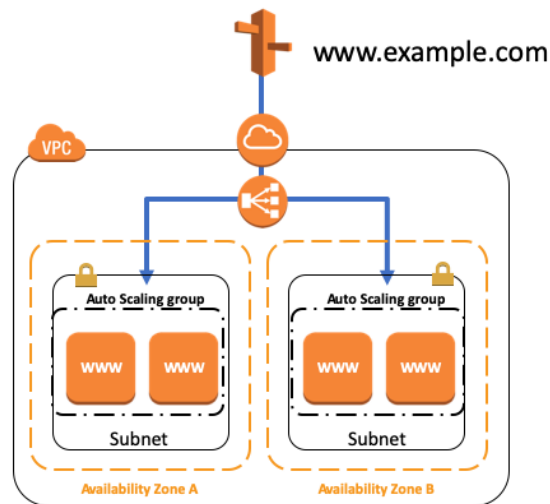 www.example.com
VPC
Auto Scaling group
www
www
Subnet
Availability Zone A
Auto Scaling group
www
www
Subnet
Availability Zone B